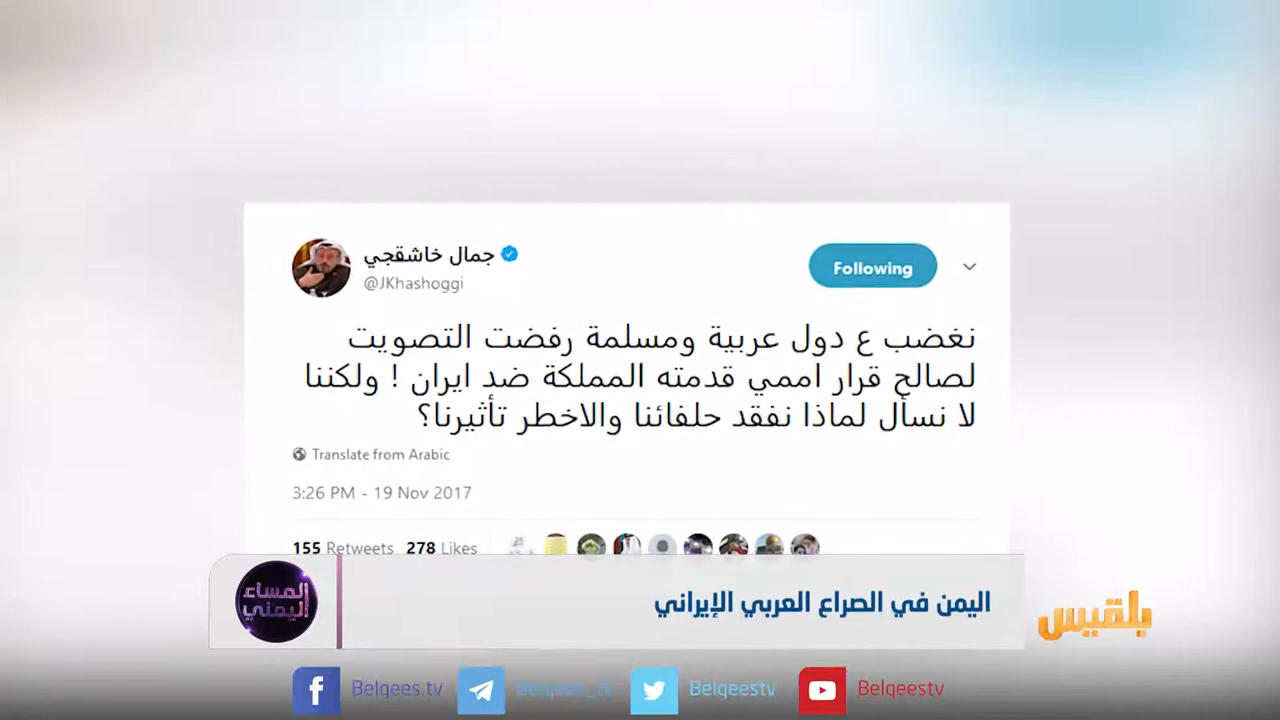 جمال خاشقجي
@JKhashoggi
Following
نغضب ع دول عربية ومسلمة رفضت التصويت
لصالح قرار اممي قدمته المملكة ضد ايران ! ولكننا
لا نسأل لماذا نفقد حلفائنا والاخطر تأثيرنا؟
Translate from Arabic
3:26 PM - 19 Nov 2017
155 Retweets 278 Likes
المساء
اليمني
اليمن في الصراع العربي الإيراني
بلقيس
Belqees.tv
Belqeestv
Belqeestv